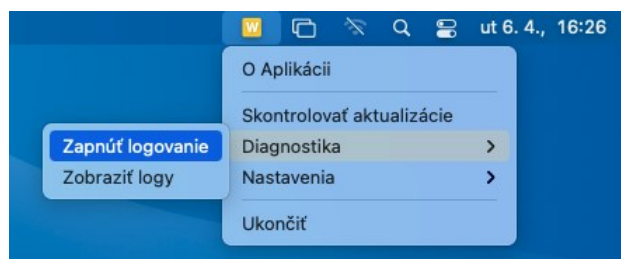 W
ut 6. 4., 16:26
O Aplikácii
Skontrolovať aktualizácie
Diagnostika
Zapnúť logovanie
Zobraziť logy
Nastavenia
Ukončiť